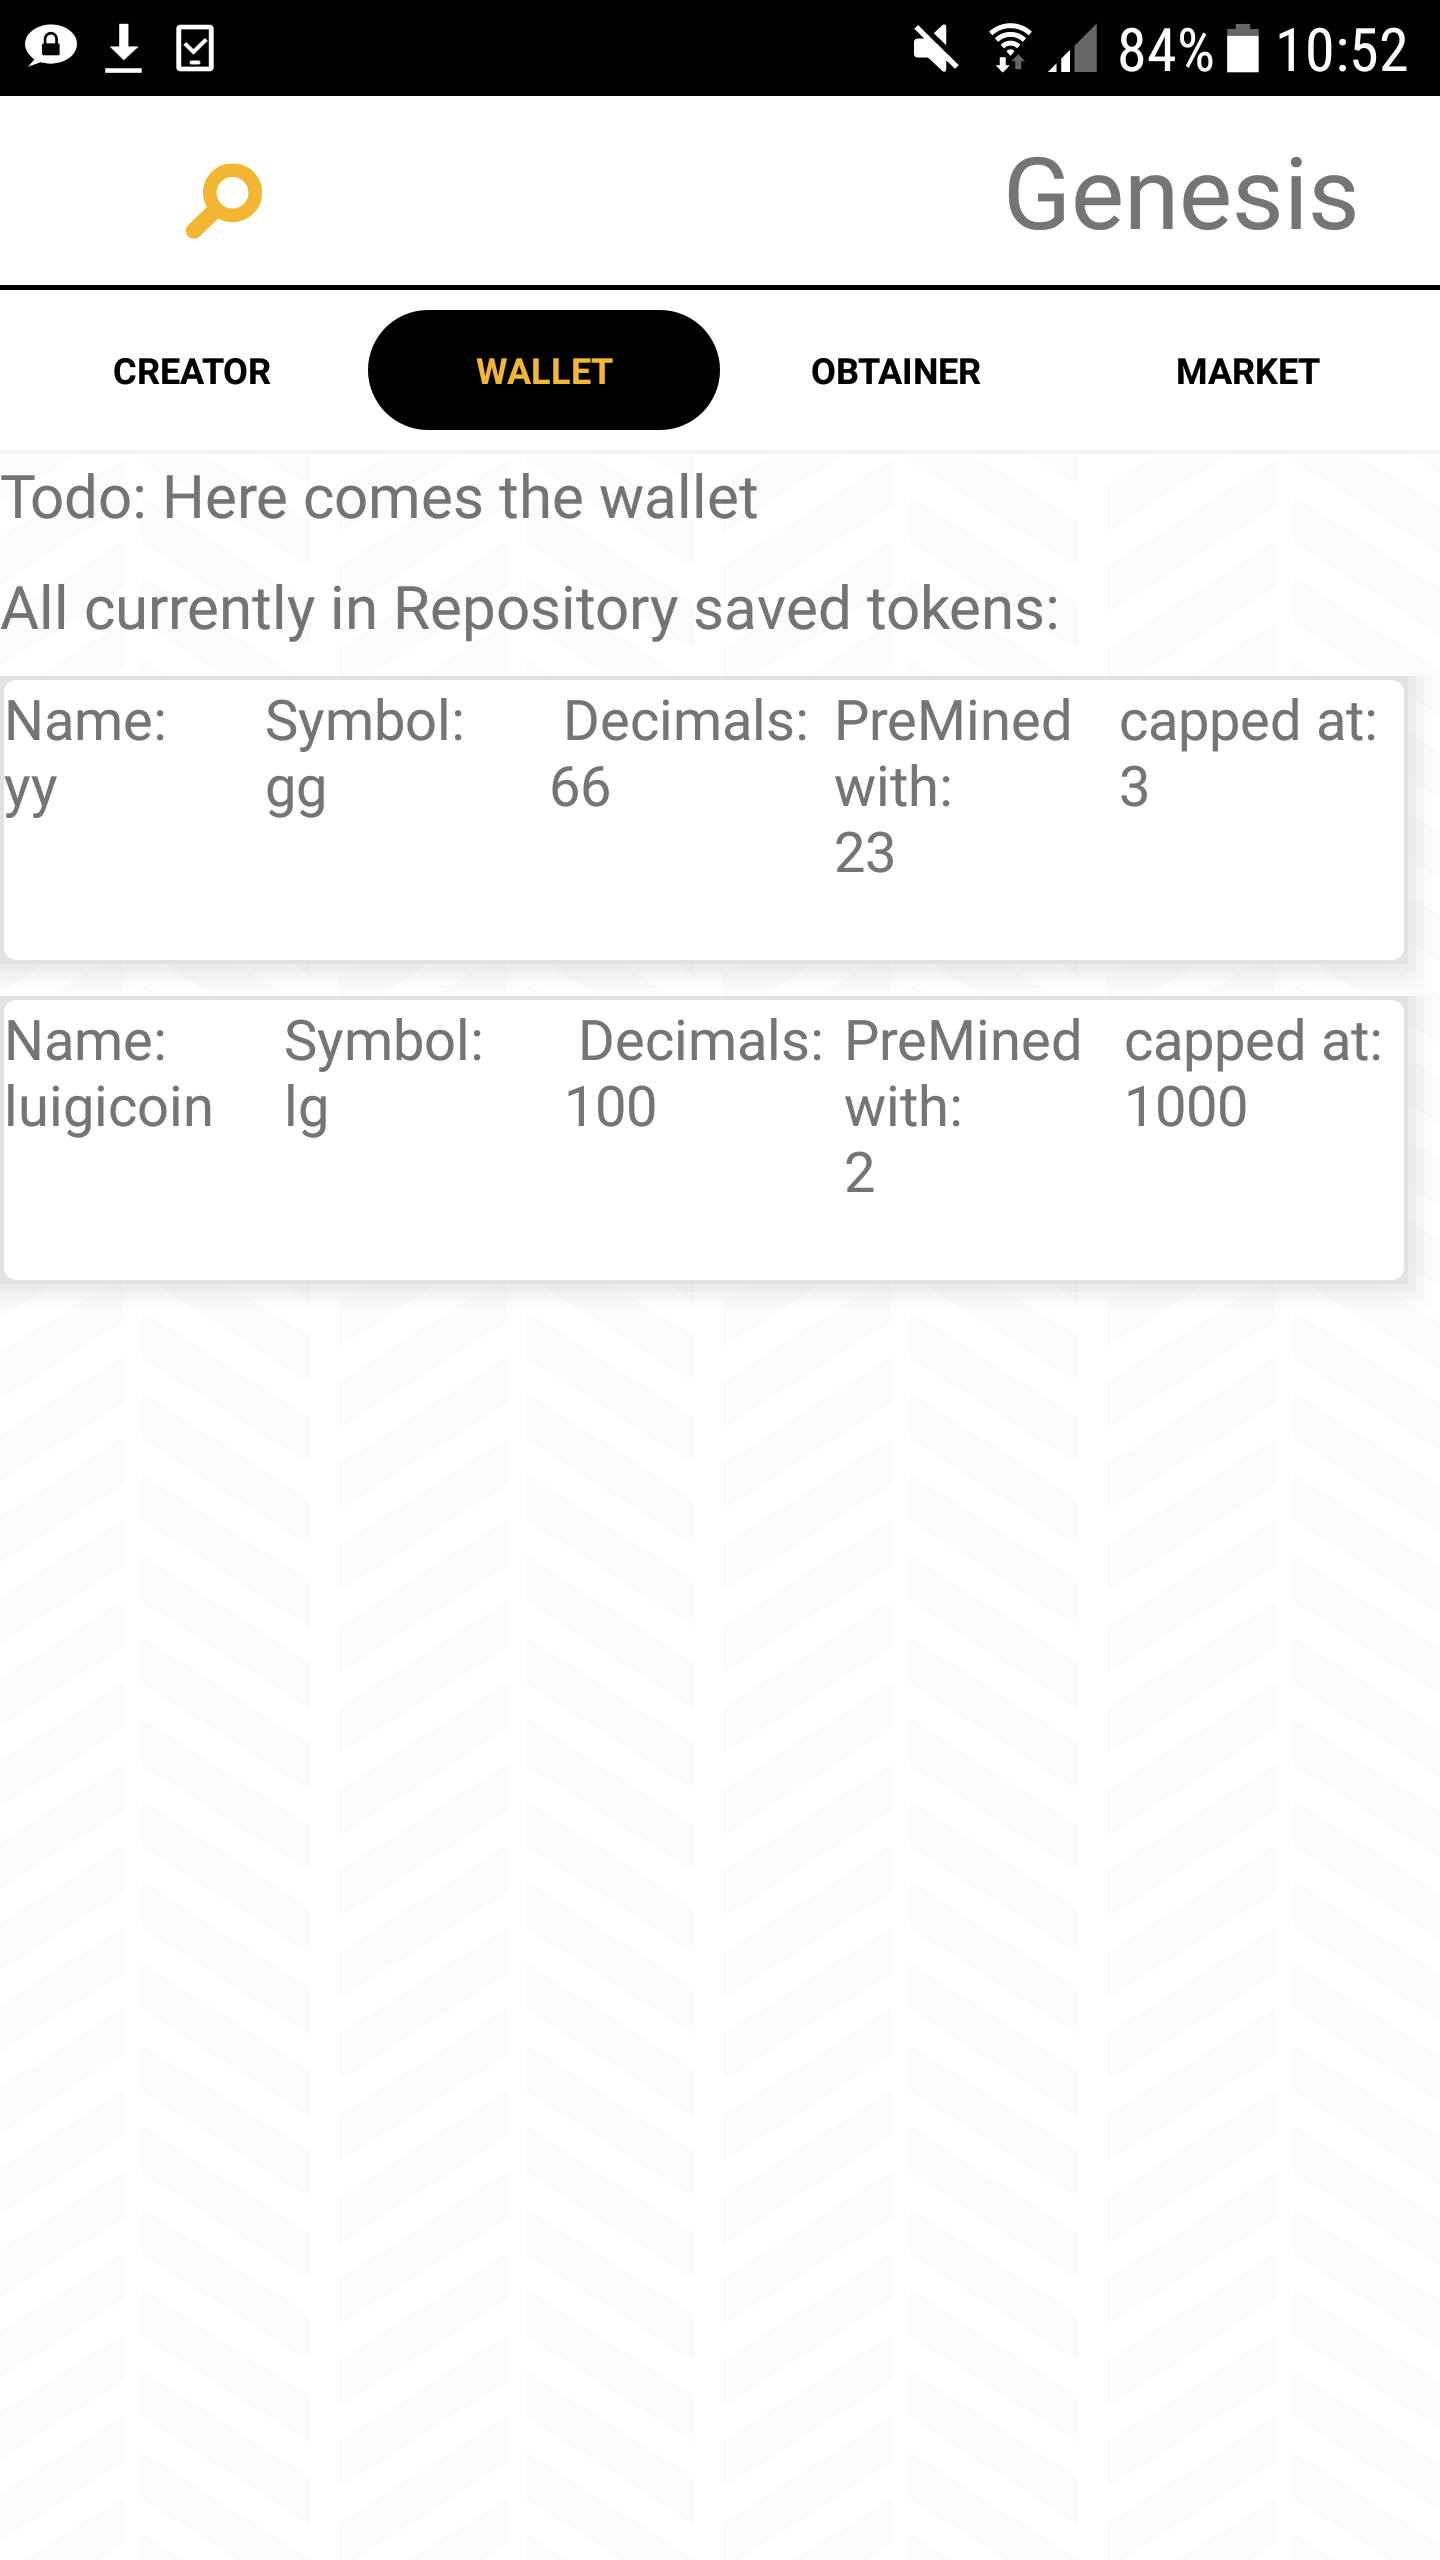 84% 10:52
Genesis
CREATOR WALLET OBTAINER MARKET
Todo: Here comes the wallet
All currently in Repository saved tokens:
Name: Symbol: Decimals: PreMined capped at:
yy gg 66 with: 3
23
Name: Symbol: Decimals: PreMined capped at:
luigicoin lg 100 with: 1000
2